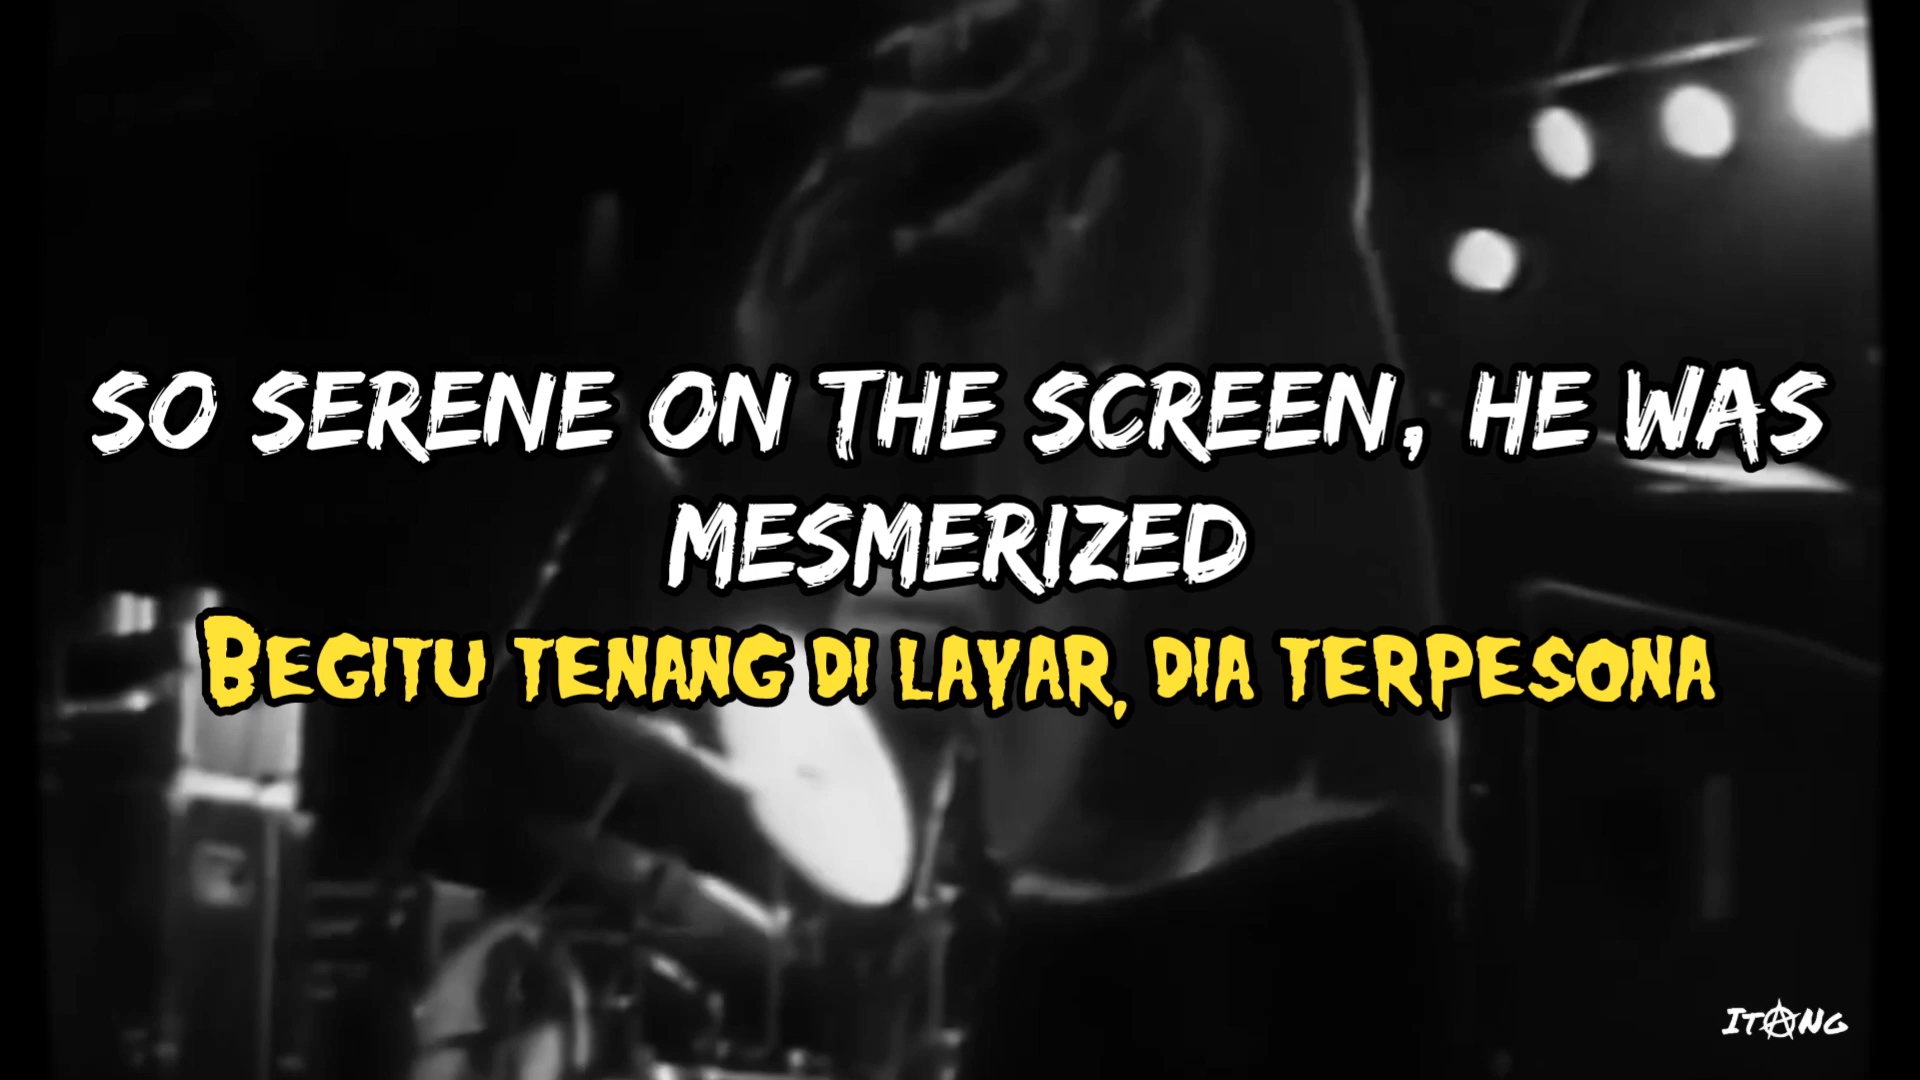 SO SERENE ON THE SCREEN, HE WAS
MESMERIZED
BEGITU TENANG DI LAYAR, DIA TERPESONA
ITANG